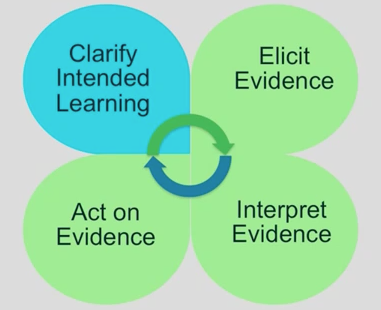 Clarify
Intended
Learning
Elicit
Evidence
Act on
Evidence
Interpret
Evidence